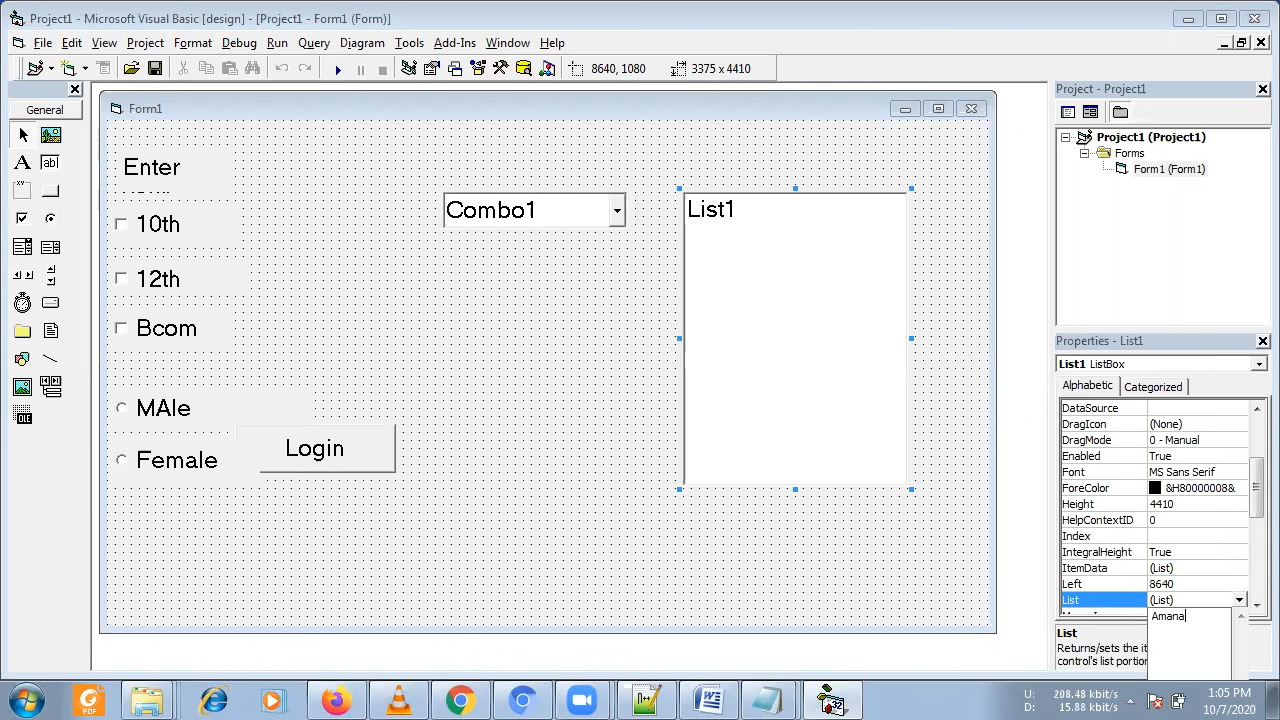 Project1 - Microsoft Visual Basic [design] - [Project1 - Form1 (Form)]
File Edit View Project Format Debug Run Query Diagram Tools Add-Ins Window Help
8640, 1080 3375 x 4410
General
Form1
Enter
10th
12th
Bcom
MAle
Female
Login
Combo1
List1
Project - Project1
Project1 (Project1)
Forms
Form1 (Form1)
Properties - List1
List1 ListBox
Alphabetic Categorized
DataSource
DragIcon (None)
DragMode 0 - Manual
Enabled True
Font MS Sans Serif
ForeColor &H80000008&
Height 4410
HelpContextID 0
Index
IntegralHeight True
ItemData (List)
Left 8640
List (List)
Amana
List
Returns/sets the it
control's list portion
U: 208.48 kbit/s
D: 15.88 kbit/s
1:05 PM
10/7/2020